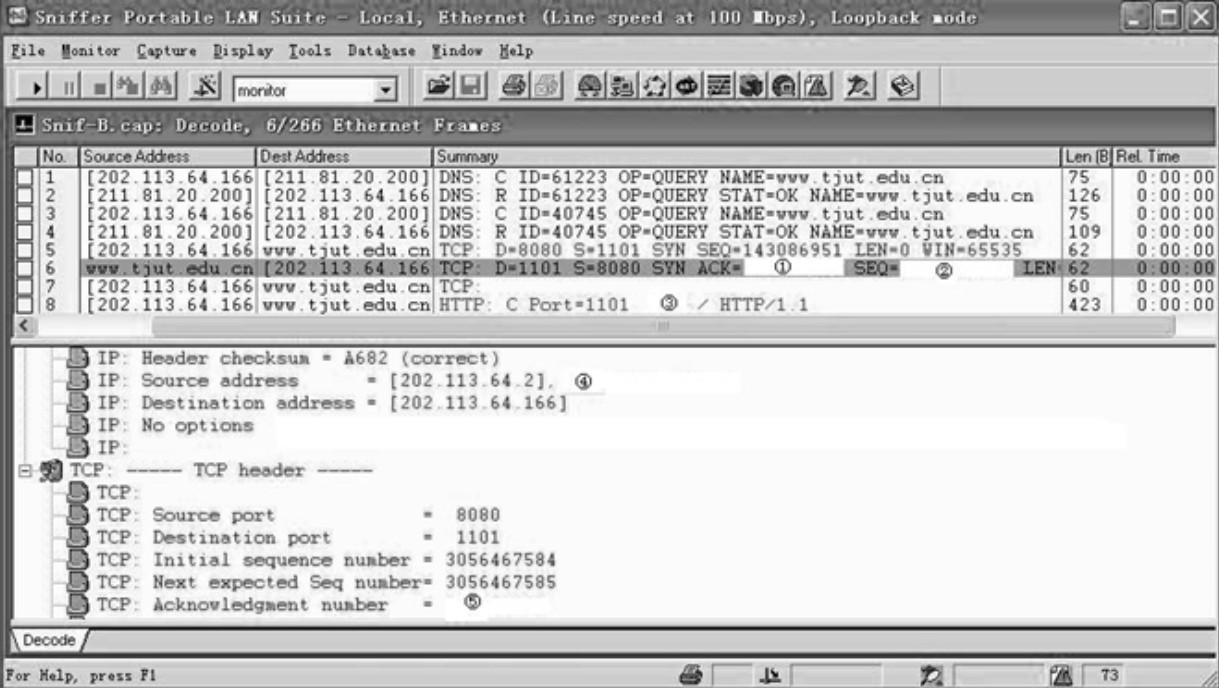 Sniffer Portable LAN Suite - Local, Ethernet (Line speed at 100 Mbps), Loopback mode
File Monitor Capture Display Tools Database Window Help
monitor
Snif-B.cap: Decode, 6/266 Ethernet Frames
No. Source Address Dest Address Summary Len (B Rel. Time
1 [202.113.64.166 [211.81.20.200] DNS: C ID=61223 OP=QUERY NAME=www.tjut.edu.cn 75 0:00:00
2 [211.81.20.200] [202.113.64.166 DNS: R ID=61223 OP=QUERY STAT=OK NAME=www.tjut.edu.cn 126 0:00:00
3 [202.113.64.166 [211.81.20.200] DNS: C ID=40745 OP=QUERY NAME=www.tjut.edu.cn 75 0:00:00
4 [211.81.20.200] [202.113.64.166 DNS: R ID=40745 OP=QUERY STAT=OK NAME=www.tjut.edu.cn 109 0:00:00
5 [202.113.64.166 www.tjut.edu.cn TCP: D=8080 S=1101 SYN SEQ=143086951 LEN=0 WIN=65535 62 0:00:00
6 www.tjut.edu.cn [202.113.64.166 TCP: D=1101 S=8080 SYN ACK= ① SEQ= ② LEN 62 0:00:00
7 [202.113.64.166 www.tjut.edu.cn TCP: 60 0:00:00
8 [202.113.64.166 www.tjut.edu.cn HTTP: C Port=1101 ③ / HTTP/1.1 423 0:00:00
IP: Header checksum = A682 (correct)
IP: Source address = [202.113.64.2], ④
IP: Destination address = [202.113.64.166]
IP: No options
IP:
TCP: ----- TCP header -----
TCP:
TCP: Source port = 8080
TCP: Destination port = 1101
TCP: Initial sequence number = 3056467584
TCP: Next expected Seq number= 3056467585
TCP: Acknowledgment number = ⑤
Decode
For Help, press F1 73